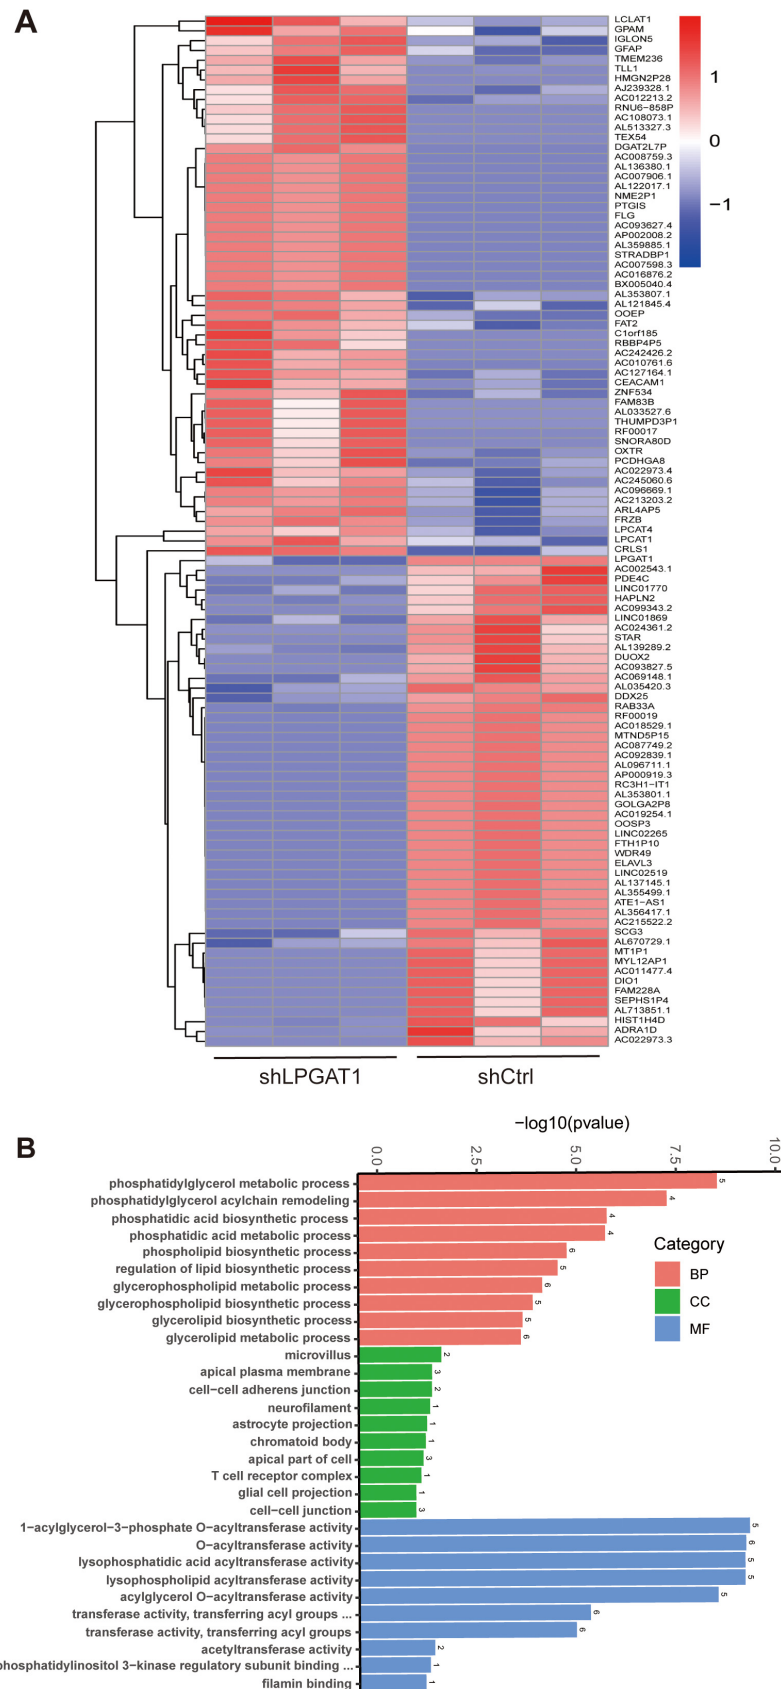 A
LCLAT1
GPAM
IGLON5
GFAP
TMEM236
TLL1
HMGN2P28
AJ239328.1
AC012213.2
RNU6−858P
AC108073.1
AL513327.3
TEX54
DGAT2L7P
AC008759.3
AL136380.1
AC007906.1
AL122017.1
NME2P1
PTGIS
FLG
AC093627.4
AP002008.2
AL359885.1
STRADBP1
AC007598.3
AC016876.2
BX005040.4
AL353807.1
AL121845.4
OOEP
FAT2
C1orf185
RBBP4P5
AC242426.2
AC010761.6
AC127164.1
CEACAM1
ZNF534
FAM83B
AL033527.6
THUMPD3P1
RF00017
SNORA80D
OXTR
PCDHGA8
AC022973.4
AC245060.6
AC096669.1
AC213203.2
ARL4AP5
FRZB
LPCAT4
LPCAT1
CRLS1
LPGAT1
AC002543.1
PDE4C
LINC01770
HAPLN2
AC099343.2
LINC01869
AC024361.2
STAR
AL139289.2
DUOX2
AC093827.5
AC069148.1
AL035420.3
DDX25
RAB33A
RF00019
AC018529.1
MTND5P15
AC087749.2
AC092839.1
AL096711.1
AP000919.3
RC3H1−IT1
AL353801.1
GOLGA2P8
AC019254.1
OOSP3
LINC02265
FTH1P10
WDR49
ELAVL3
LINC02519
AL137145.1
AL355499.1
ATE1−AS1
AL356417.1
AC215522.2
SCG3
AL670729.1
MT1P1
MYL12AP1
AC011477.4
DIO1
FAM228A
SEPHS1P4
AL713851.1
HIST1H4D
ADRA1D
AC022973.3
1
0
−1
shLPGAT1
shCtrl
B
−log10(pvalue)
0.0
2.5
5.0
7.5
10.0
phosphatidylglycerol metabolic process 5
phosphatidylglycerol acylchain remodeling 4
phosphatidic acid biosynthetic process 4
phosphatidic acid metabolic process 4
phospholipid biosynthetic process 6
regulation of lipid biosynthetic process 5
glycerophospholipid metabolic process 6
glycerophospholipid biosynthetic process 5
glycerolipid biosynthetic process 5
glycerolipid metabolic process 6
microvillus 2
apical plasma membrane 3
cell−cell adherens junction 2
neurofilament 1
astrocyte projection 1
chromatoid body 1
apical part of cell 3
T cell receptor complex 1
glial cell projection 1
cell−cell junction 3
1−acylglycerol−3−phosphate O−acyltransferase activity 5
O−acyltransferase activity 6
lysophosphatidic acid acyltransferase activity 5
lysophospholipid acyltransferase activity 5
acylglycerol O−acyltransferase activity 5
transferase activity, transferring acyl groups ... 6
transferase activity, transferring acyl groups 6
acetyltransferase activity 2
phosphatidylinositol 3−kinase regulatory subunit binding ... 1
filamin binding 1
Category
BP
CC
MF